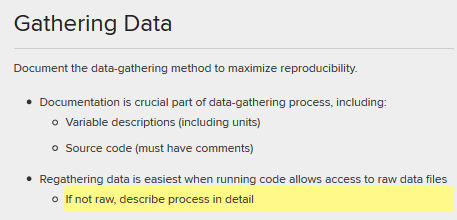 Gathering Data
Document the data-gathering method to maximize reproducibility.
• Documentation is crucial part of data-gathering process, including:
o Variable descriptions (including units)
o Source code (must have comments)
• Regathering data is easiest when running code allows access to raw data files
o If not raw, describe process in detail